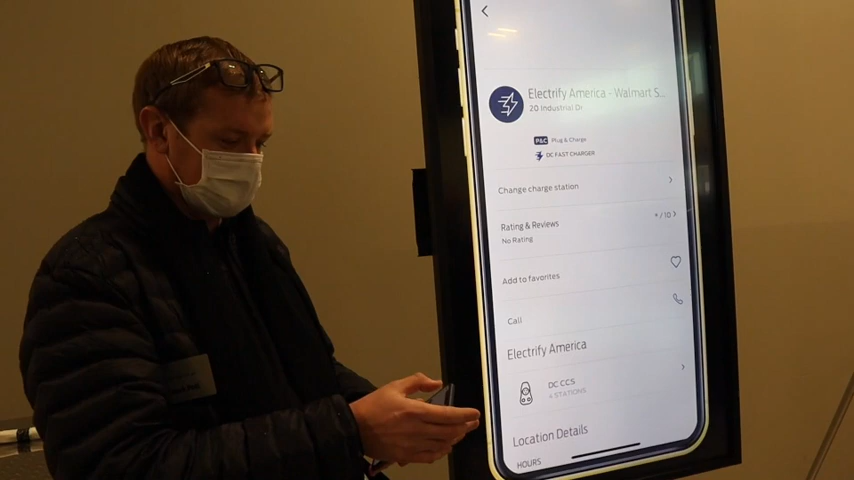 Electrify America - Walmart S...
20 Industrial Dr
P&C Plug & Charge
DC FAST CHARGER
Change charge station
Rating & Reviews
* / 10
No Rating
Add to favorites
Call
Electrify America
DC CCS
4 STATIONS
Location Details
HOURS